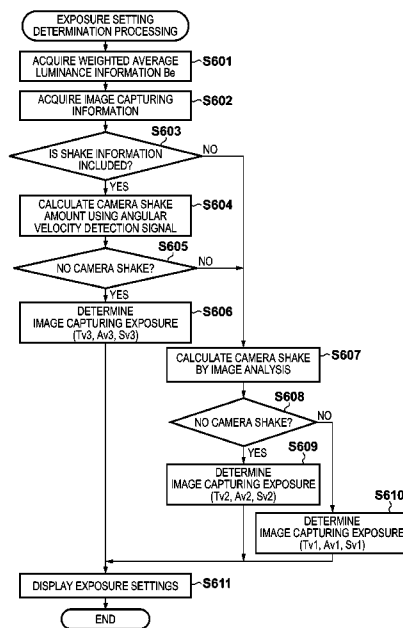 EXPOSURE SETTING
DETERMINATION PROCESSING
ACQUIRE WEIGHTED AVERAGE
LUMINANCE INFORMATION Be
S601
ACQUIRE IMAGE CAPTURING
INFORMATION
S602
S603
IS SHAKE INFORMATION
INCLUDED?
NO
YES
CALCULATE CAMERA SHAKE
AMOUNT USING ANGULAR
VELOCITY DETECTION SIGNAL
S604
S605
NO CAMERA SHAKE?
NO
YES
DETERMINE
IMAGE CAPTURING EXPOSURE
(Tv3, Av3, Sv3)
S606
CALCULATE CAMERA SHAKE
BY IMAGE ANALYSIS
S607
S608
NO CAMERA SHAKE?
NO
YES
S609
DETERMINE
IMAGE CAPTURING EXPOSURE
(Tv2, Av2, Sv2)
S610
DETERMINE
IMAGE CAPTURING EXPOSURE
(Tv1, Av1, Sv1)
DISPLAY EXPOSURE SETTINGS
S611
END